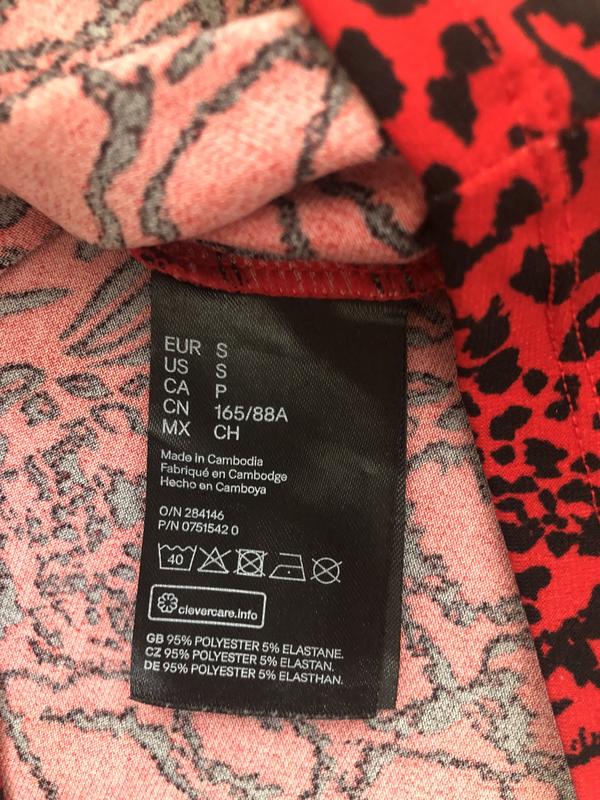 EUR S
US S
CA P
CN 165/88A
MX CH
Made in Cambodia
Fabriqué en Cambodge
Hecho en Camboya
O/N 284146
P/N 0751542 0
40
clevercare.info
GB 95% POLYESTER 5% ELASTANE.
CZ 95% POLYESTER 5% ELASTAN.
DE 95% POLYESTER 5% ELASTHAN.